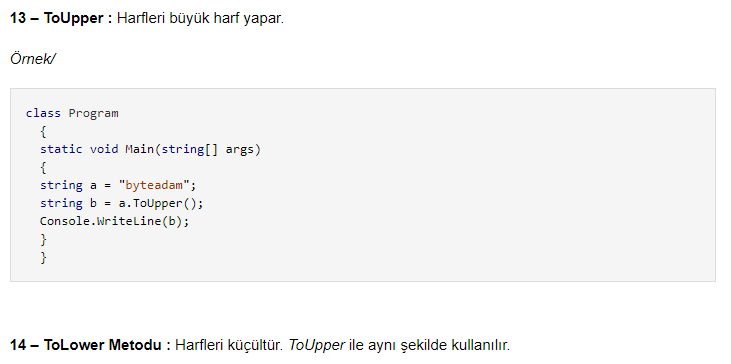 13 – ToUpper : Harfleri büyük harf yapar.
Örnek/
class Program
{
static void Main(string[] args)
{
string a = "byteadam";
string b = a.ToUpper();
Console.WriteLine(b);
}
}
14 – ToLower Metodu : Harfleri küçültür. ToUpper ile aynı şekilde kullanılır.